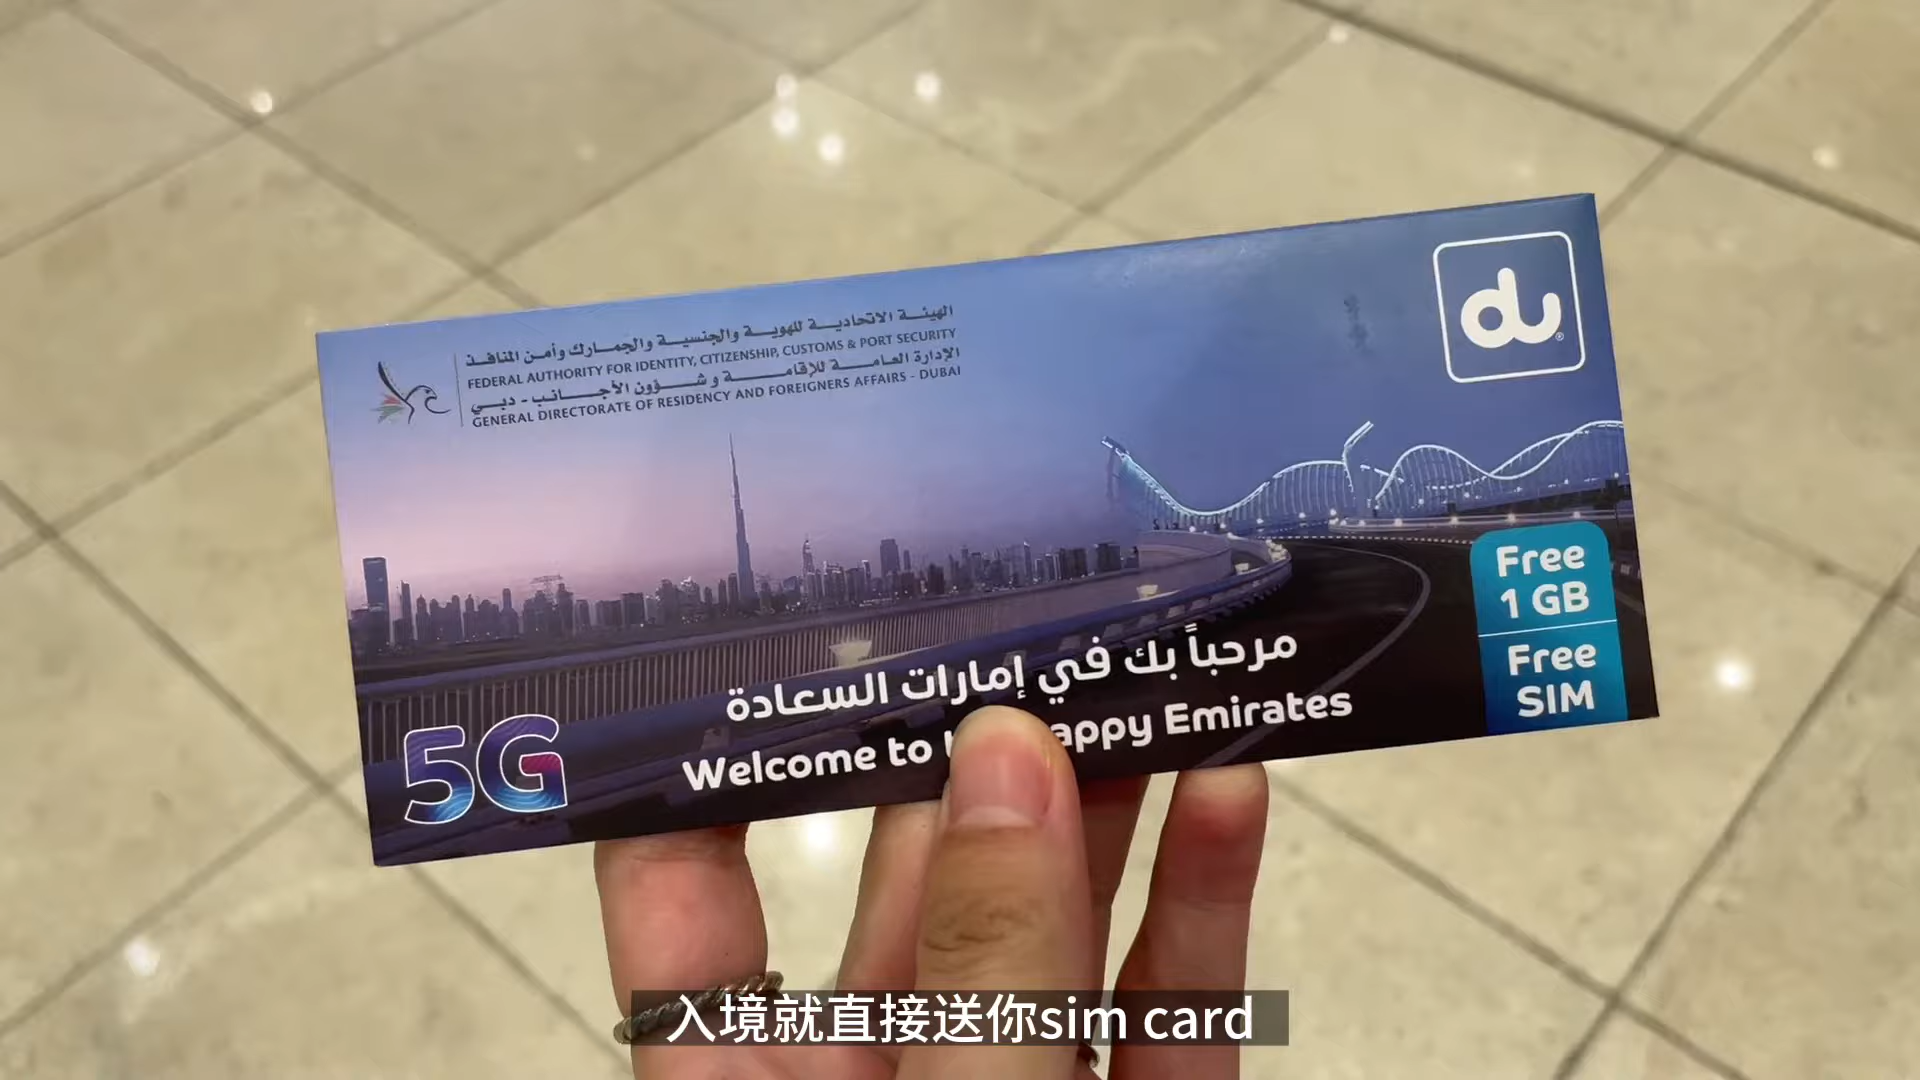 الهيئة الاتحادية للهوية والجنسية والجمارك وأمن المنافذ
FEDERAL AUTHORITY FOR IDENTITY, CITIZENSHIP, CUSTOMS & PORT SECURITY
الإدارة العامة للإقامة وشؤون الأجانب - دبي
GENERAL DIRECTORATE OF RESIDENCY AND FOREIGNERS AFFAIRS - DUBAI
du
Free
1 GB
Free
SIM
مرحباً بك في إمارات السعادة
Welcome to Emirates
5G
入境就直接送你sim card